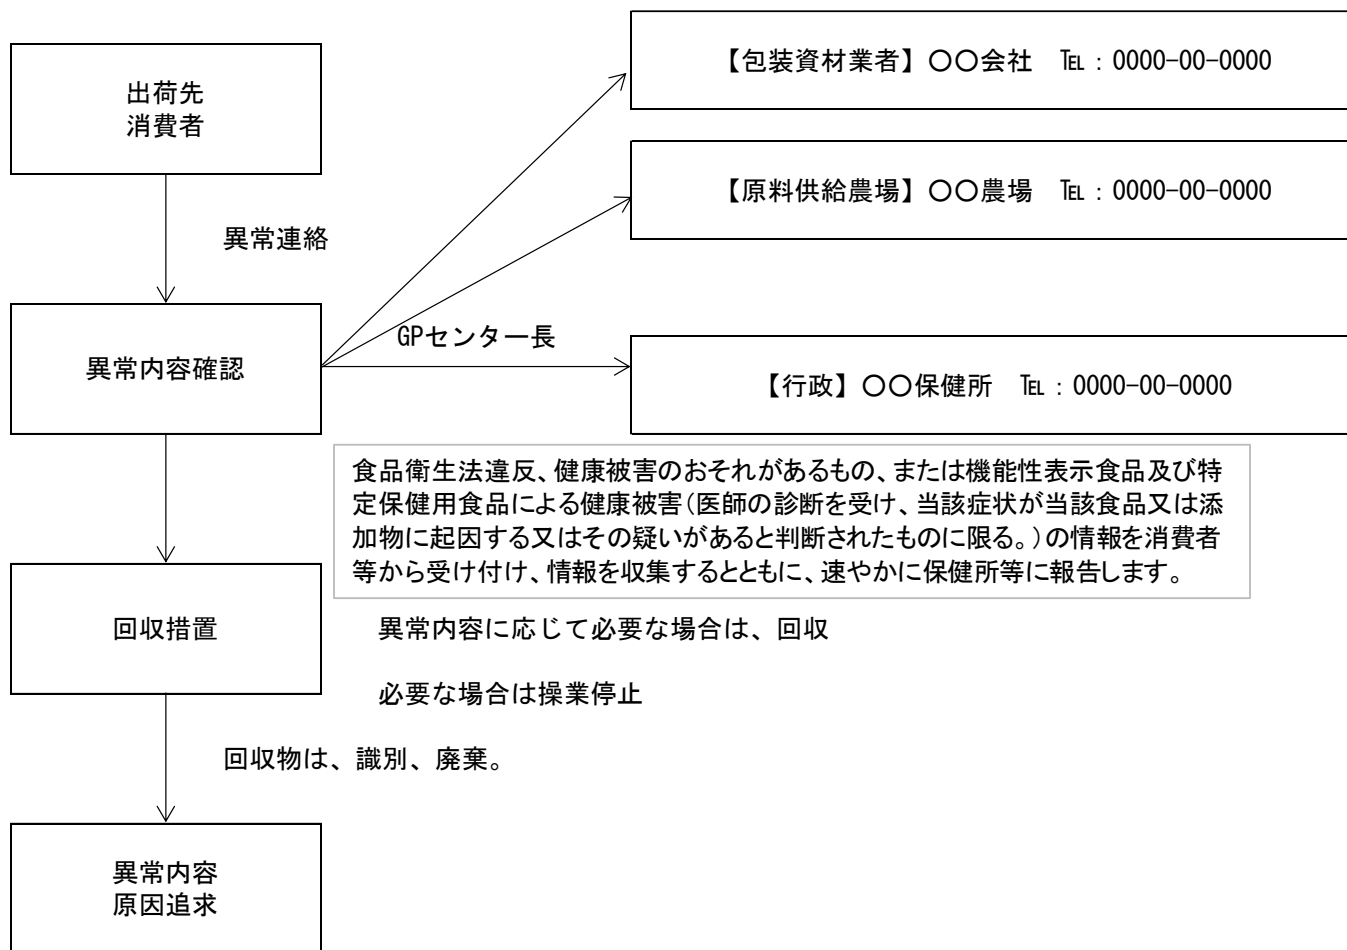 出荷先
消費者
【包装資材業者】〇〇会社　℡：0000-00-0000
【原料供給農場】〇〇農場　℡：0000-00-0000
異常連絡
GPセンター長
異常内容確認
【行政】〇〇保健所　℡：0000-00-0000
食品衛生法違反、健康被害のおそれがあるもの、または機能性表示食品及び特
定保健用食品による健康被害（医師の診断を受け、当該症状が当該食品又は添
加物に起因する又はその疑いがあると判断されたものに限る。）の情報を消費者
等から受け付け、情報を収集するとともに、速やかに保健所等に報告します。
回収措置
異常内容に応じて必要な場合は、回収
必要な場合は操業停止
回収物は、識別、廃棄。
異常内容
原因追求